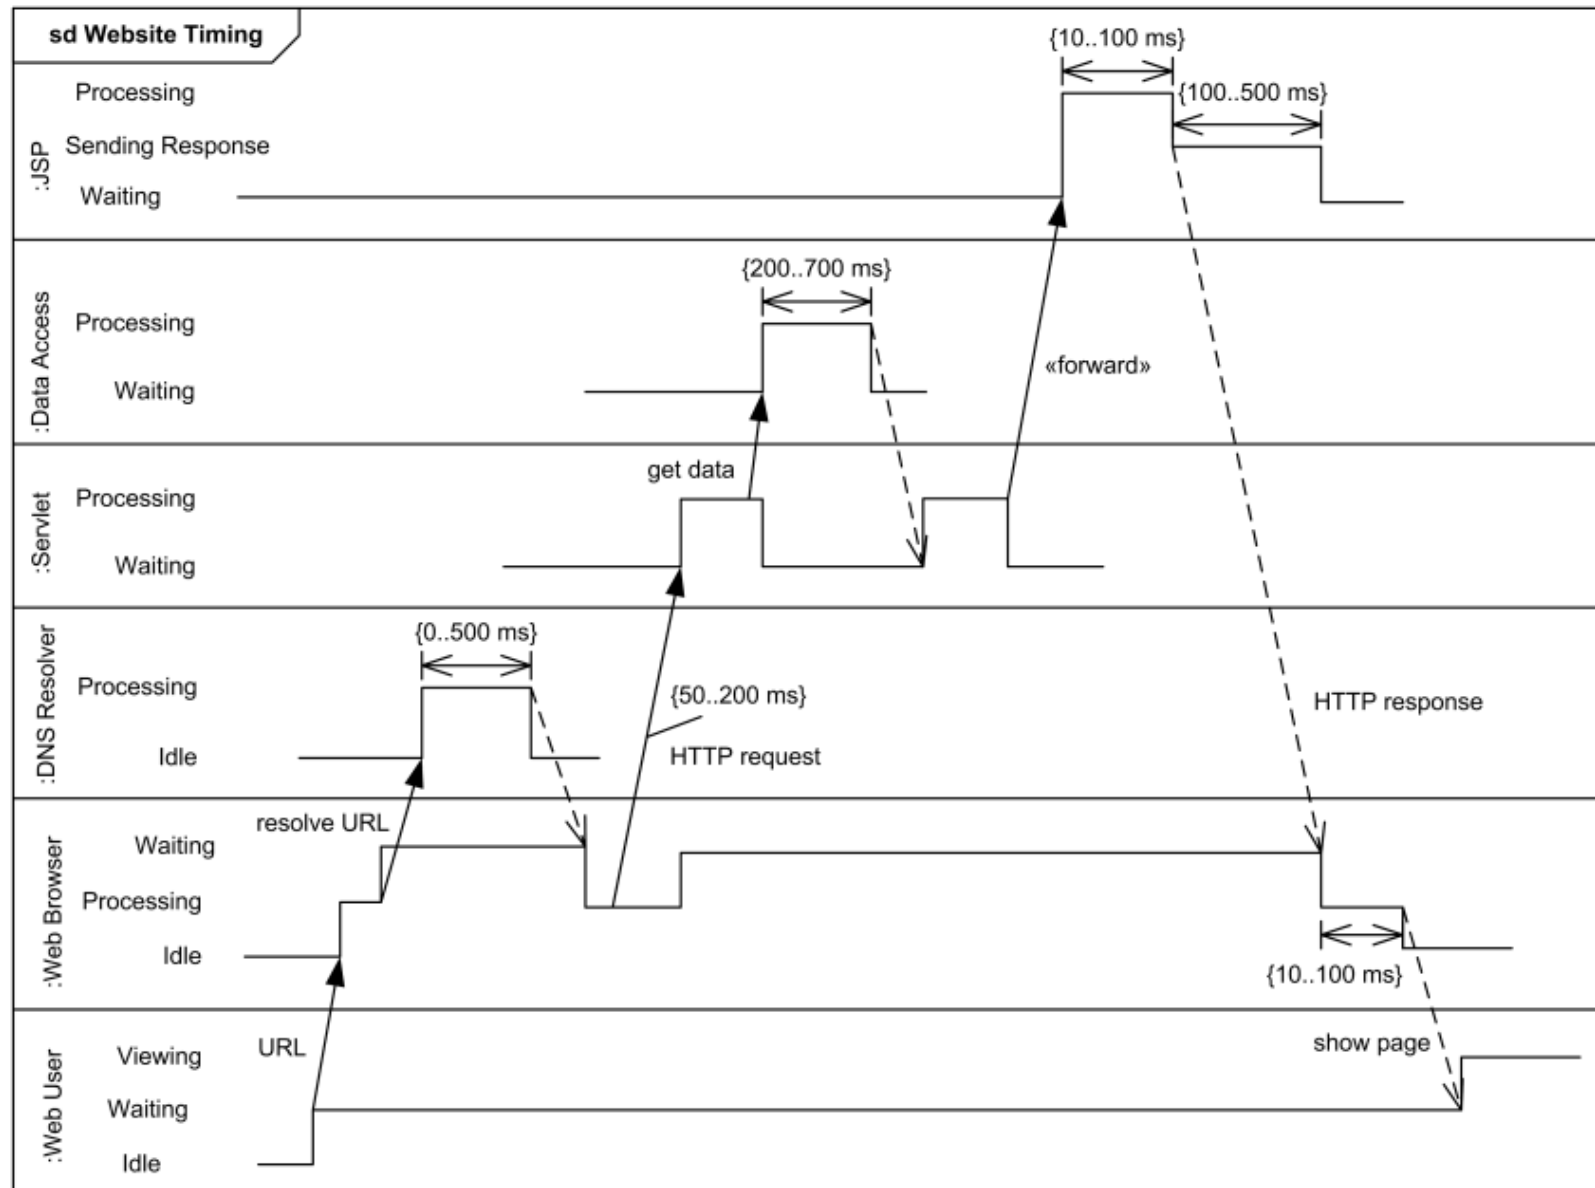 sd Website Timing
{10..100 ms}
Processing
{100..500 ms}
Sending Response
:JSP
Waiting
{200..700 ms}
Processing
:Data Access
«forward»
Waiting
get data
Processing
:Servlet
Waiting
{0..500 ms}
Processing
{50..200 ms}
:DNS Resolver
HTTP response
Idle
HTTP request
resolve URL
Waiting
Processing
:Web Browser
Idle
{10..100 ms}
URL
show page
Viewing
Waiting
:Web User
Idle